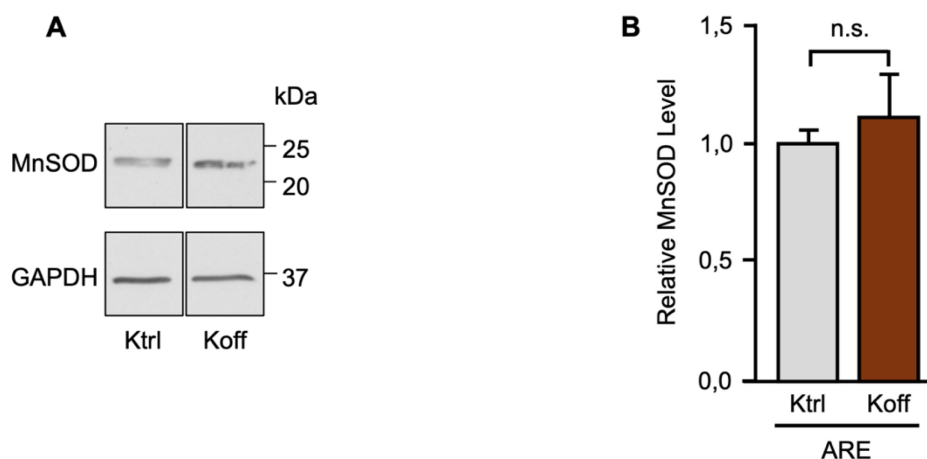 A
kDa
MnSOD
25
20
GAPDH
37
Ktrl Koff
B
1,5
n.s.
1,0
0,5
0,0
Relative MnSOD Level
Ktrl Koff
ARE